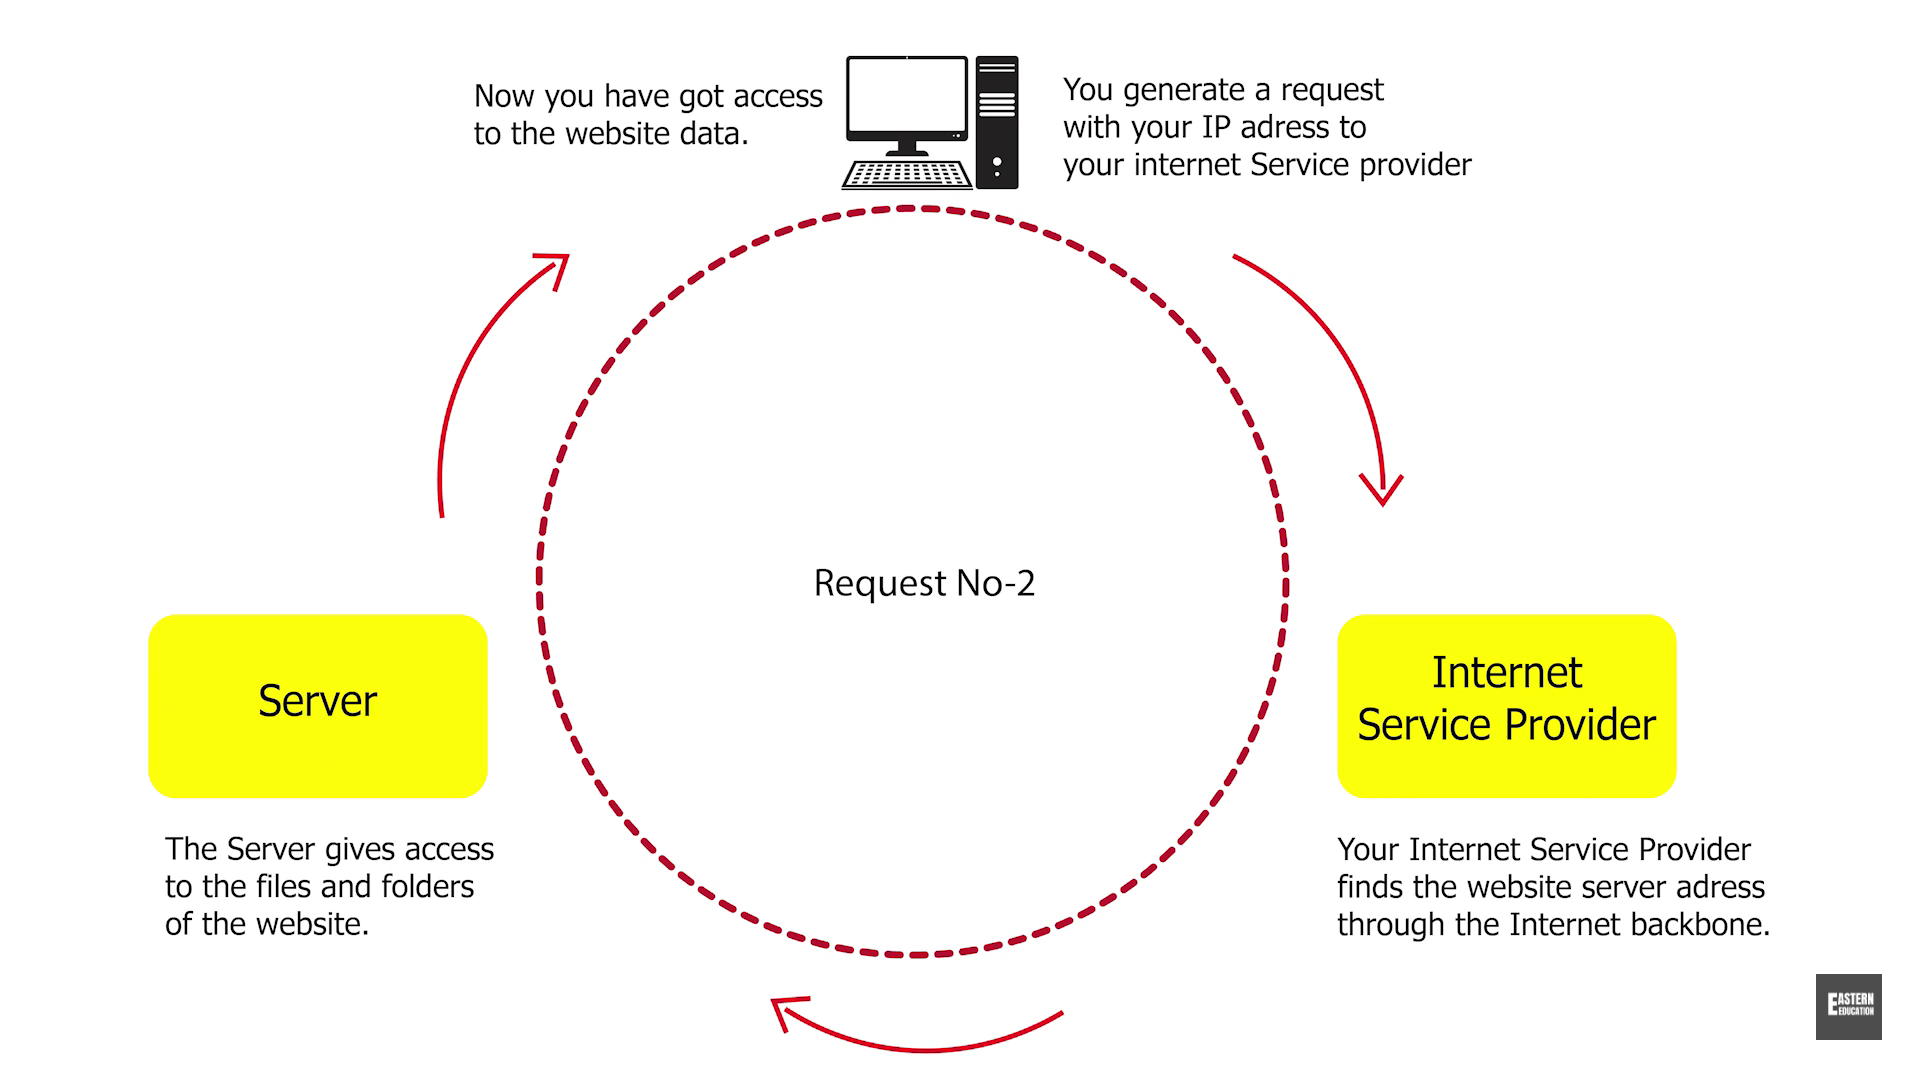 Now you have got access
to the website data.
You generate a request
with your IP adress to
your internet Service provider
Request No-2
Server
Internet
Service Provider
The Server gives access
to the files and folders
of the website.
Your Internet Service Provider
finds the website server adress
through the Internet backbone.
EASTERN
EDUCATION